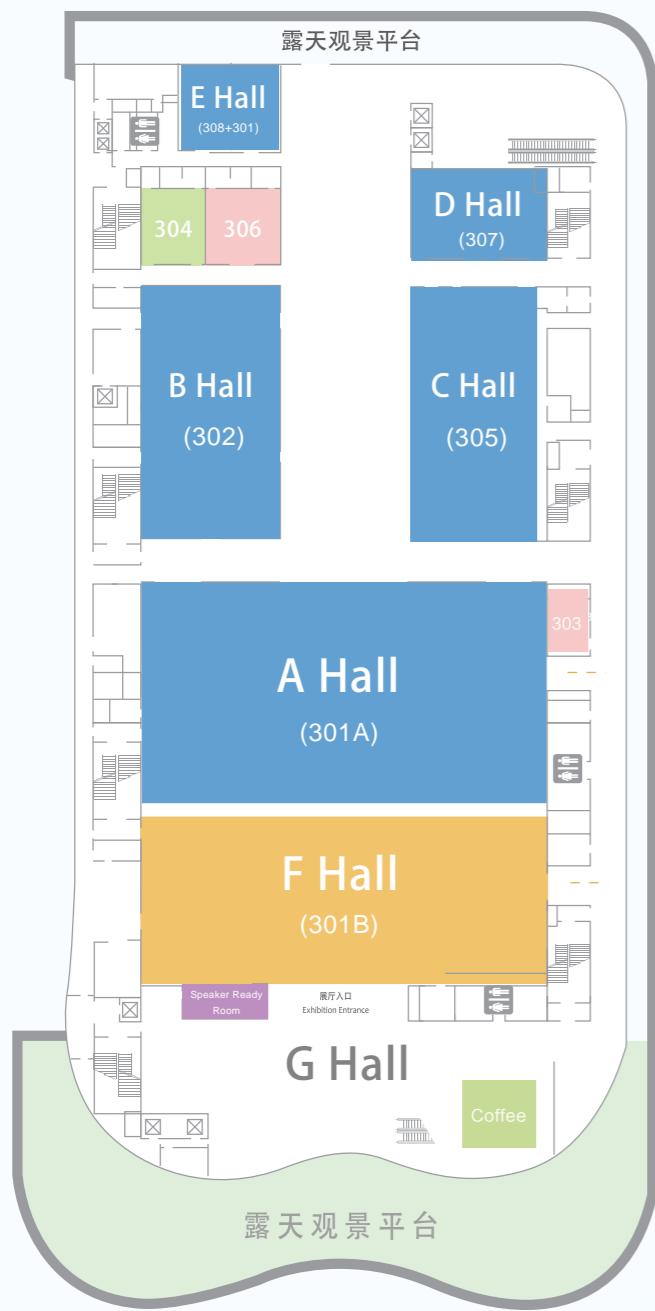 露天观景平台
E Hall
(308+301)
304
306
D Hall
(307)
B Hall
(302)
C Hall
(305)
A Hall
(301A)
303
F Hall
(301B)
Speaker Ready
Room
展厅入口
Exhibition Entrance
G Hall
Coffee
露天观景平台